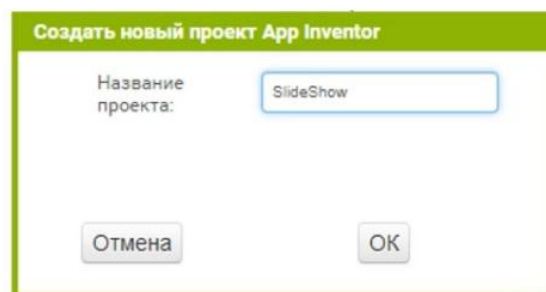 Создать новый проект App Inventor
Название
проекта:
SlideShow
Отмена
OK